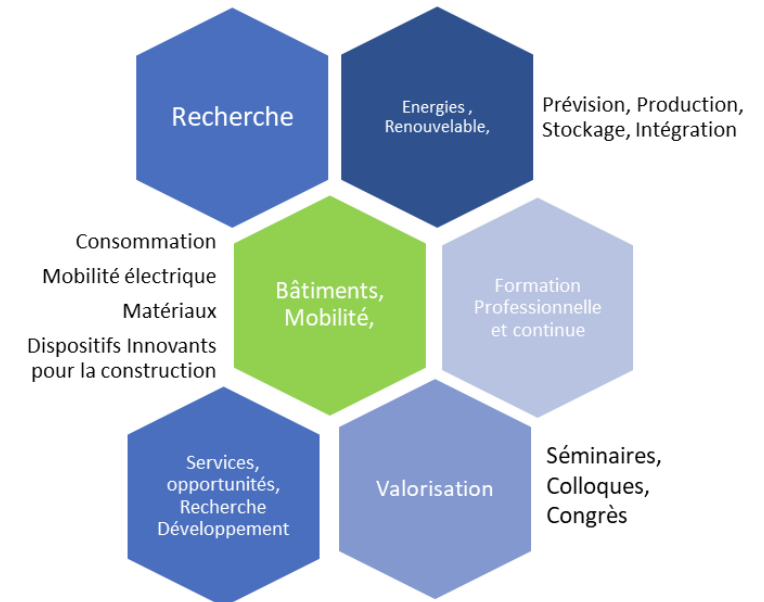 Recherche
Energies ,
Renouvelable,
Prévision, Production,
Stockage, Intégration
Consommation
Mobilité électrique
Matériaux
Dispositifs Innovants
pour la construction
Bâtiments,
Mobilité,
Formation
Professionnelle
et continue
Services,
opportunités,
Recherche
Développement
Valorisation
Séminaires,
Colloques,
Congrès